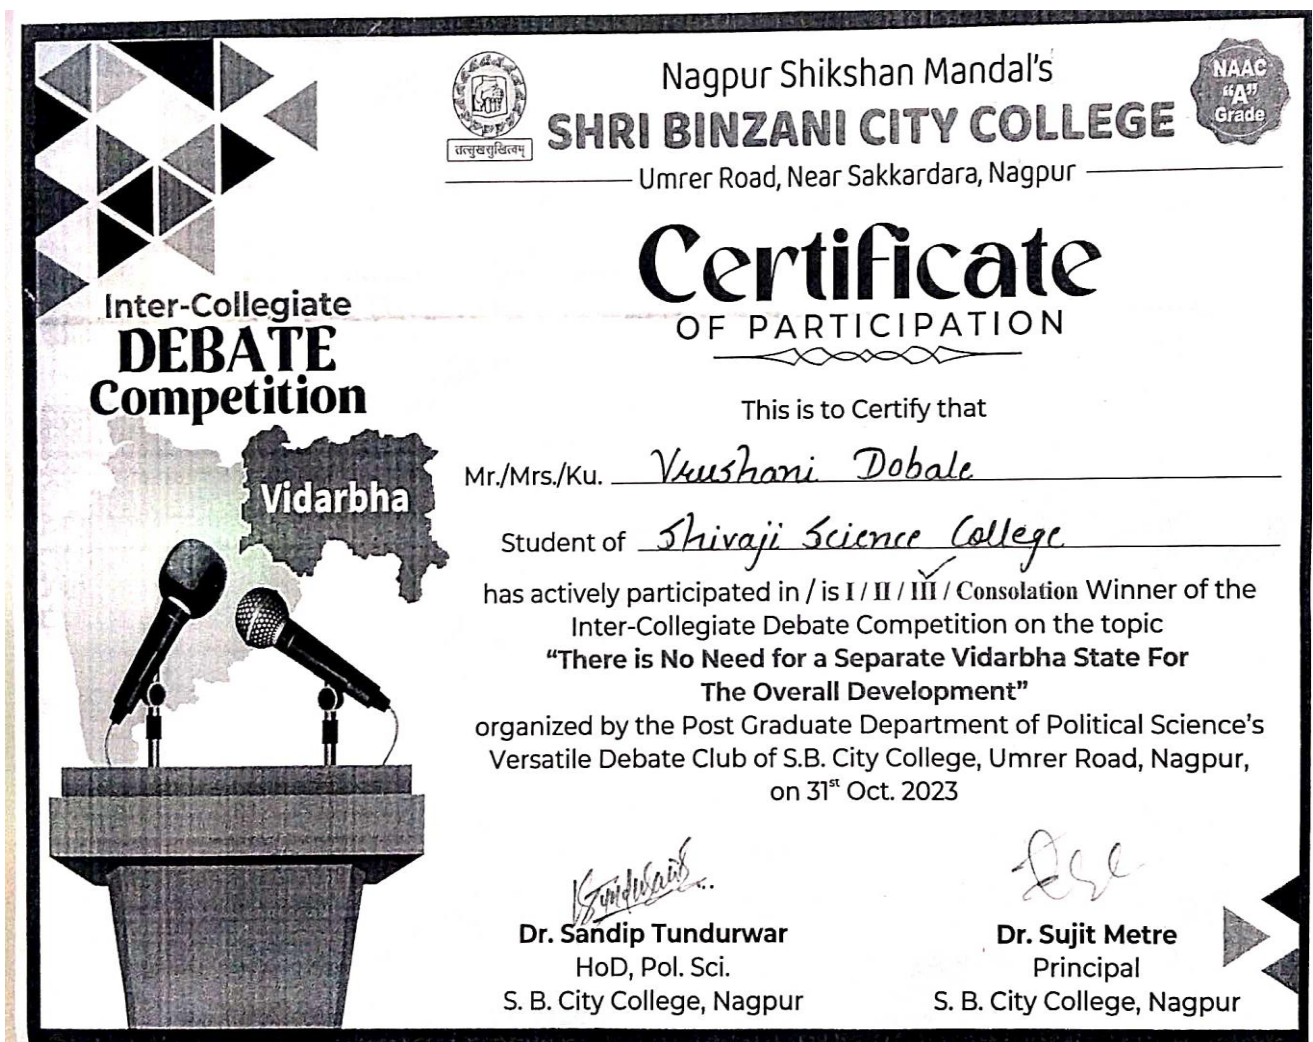 Nagpur Shikshan Mandal's
SHRI BINZANI CITY COLLEGE
Umrer Road, Near Sakkardara, Nagpur
तत्सुखसुखित्वम्
NAAC
"A"
Grade
Certificate
OF PARTICIPATION
Inter-Collegiate
DEBATE
Competition
Vidarbha
This is to Certify that
Mr./Mrs./Ku. Vrushani Dobale
Student of Shivaji Science College
has actively participated in / is I / II / III / Consolation Winner of the
Inter-Collegiate Debate Competition on the topic
“There is No Need for a Separate Vidarbha State For
The Overall Development”
organized by the Post Graduate Department of Political Science's
Versatile Debate Club of S.B. City College, Umrer Road, Nagpur,
on 31st Oct. 2023
Dr. Sandip Tundurwar
HoD, Pol. Sci.
S. B. City College, Nagpur
Dr. Sujit Metre
Principal
S. B. City College, Nagpur